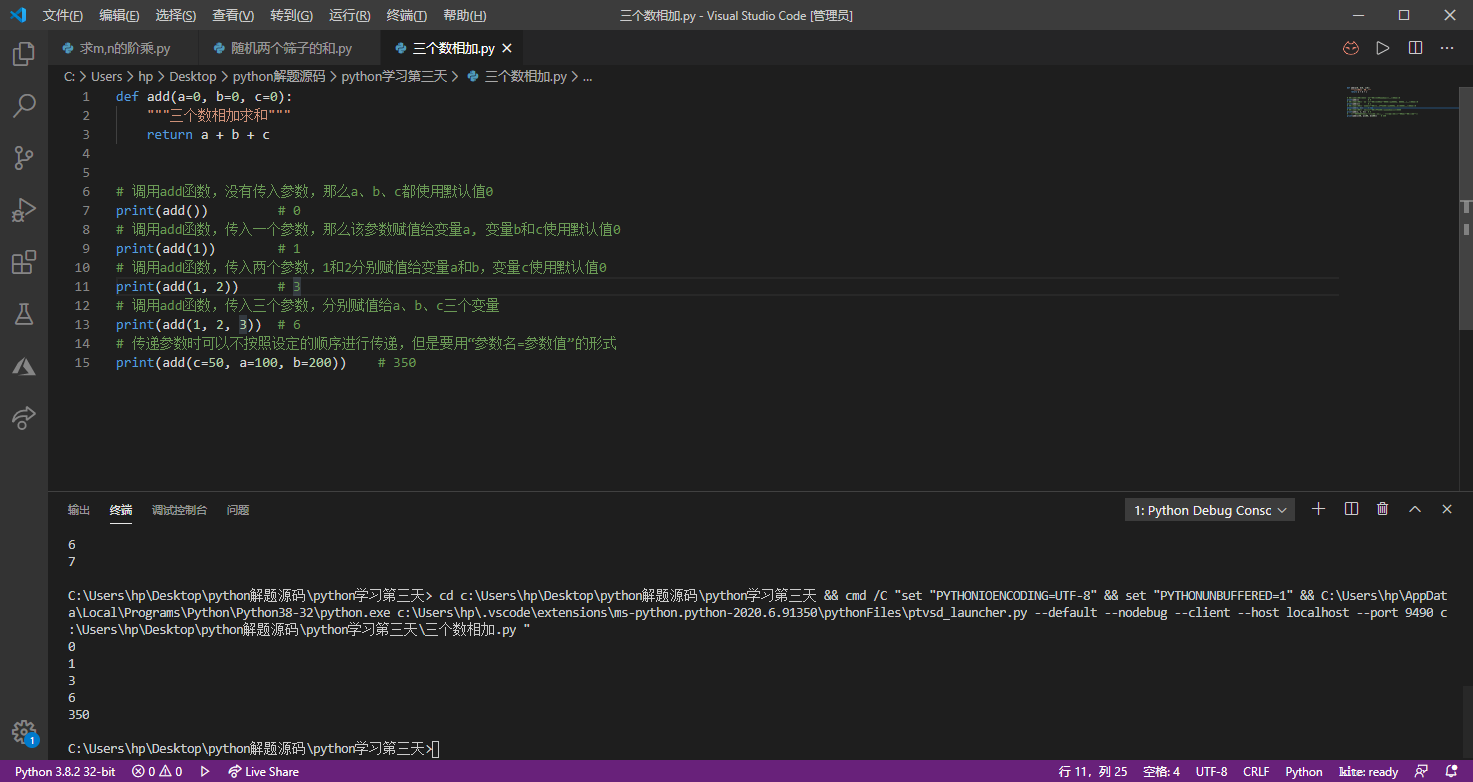 文件(F) 编辑(E) 选择(S) 查看(V) 转到(G) 运行(R) 终端(T) 帮助(H) 三个数相加.py - Visual Studio Code [管理员]
求m,n的阶乘.py 随机两个筛子的和.py 三个数相加.py
C: > Users > hp > Desktop > python解题源码 > python学习第三天 > 三个数相加.py > ...
1 def add(a=0, b=0, c=0):
2 """三个数相加求和"""
3 return a + b + c
4
5
6 # 调用add函数，没有传入参数，那么a、b、c都使用默认值0
7 print(add()) # 0
8 # 调用add函数，传入一个参数，那么该参数赋值给变量a, 变量b和c使用默认值0
9 print(add(1)) # 1
10 # 调用add函数，传入两个参数，1和2分别赋值给变量a和b，变量c使用默认值0
11 print(add(1, 2)) # 3
12 # 调用add函数，传入三个参数，分别赋值给a、b、c三个变量
13 print(add(1, 2, 3)) # 6
14 # 传递参数时可以不按照设定的顺序进行传递，但是要用“参数名=参数值”的形式
15 print(add(c=50, a=100, b=200)) # 350
输出 终端 调试控制台 问题 1: Python Debug Consc
6
7
C:\Users\hp\Desktop\python解题源码\python学习第三天> cd c:\Users\hp\Desktop\python解题源码\python学习第三天 && cmd /C "set "PYTHONIOENCODING=UTF-8" && set "PYTHONUNBUFFERED=1" && C:\Users\hp\AppDat
a\Local\Programs\Python\Python38-32\python.exe c:\Users\hp\.vscode\extensions\ms-python.python-2020.6.91350\pythonFiles\ptvsd_launcher.py --default --nodebug --client --host localhost --port 9490 c
:\Users\hp\Desktop\python解题源码\python学习第三天\三个数相加.py "
0
1
3
6
350
C:\Users\hp\Desktop\python解题源码\python学习第三天>
1
Python 3.8.2 32-bit 0 0 Live Share 行 11，列 25 空格: 4 UTF-8 CRLF Python kite: ready